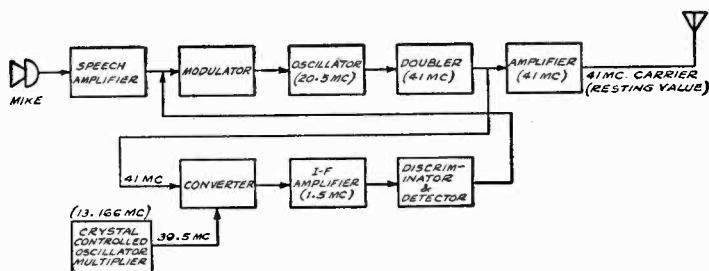 MIKE
SPEECH
AMPLIFIER
MODULATOR
OSCILLATOR
(20.5 MC)
DOUBLER
(41 MC)
AMPLIFIER
(41 MC)
41 MC. CARRIER
(RESTING VALUE)
41 MC
CONVERTER
I-F
AMPLIFIER
(1.5 MC)
DISCRIM-
INATOR
&
DETECTOR
(13.166 MC)
CRYSTAL
CONTROLLED
OSCILLATOR
MULTIPLIER
39.5 MC